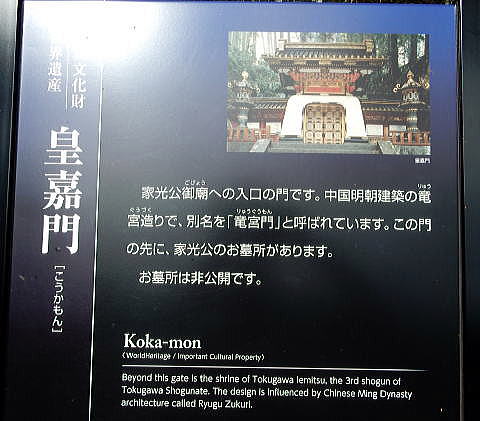 文化財
界遺産
皇嘉門
[こうかもん]
皇嘉門
家光公御廟への入口の門です。中国明朝建築の竜
宮造りで、別名を「竜宮門」と呼ばれています。この門
の先に、家光公のお墓所があります。
お墓所は非公開です。
Koka-mon
(WorldHeritage / Important Cultural Property)
Beyond this gate is the shrine of Tokugawa Iemitsu, the 3rd shogun of
Tokugawa Shogunate. The design is influenced by Chinese Ming Dynasty
architecture called Ryugu Zukuri.